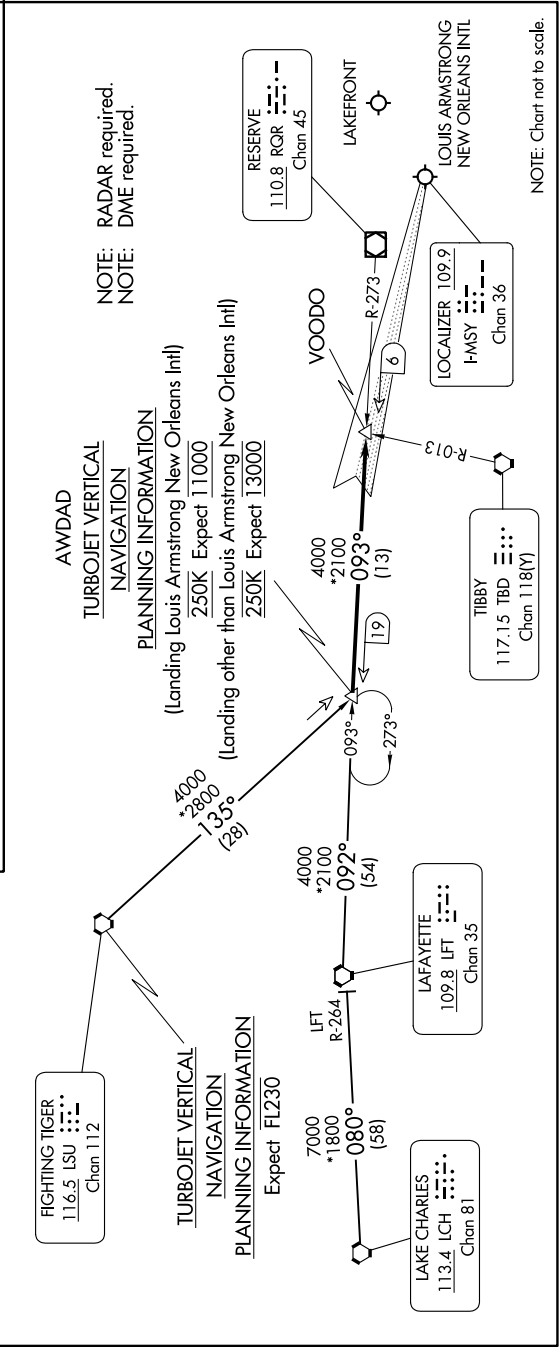 NOTE: RADAR required.
NOTE: DME required.
AWDAD
TURBOJET VERTICAL
NAVIGATION
PLANNING INFORMATION
(Landing Louis Armstrong New Orleans Intl)
250K Expect 11000
(Landing other than Louis Armstrong New Orleans Intl)
250K Expect 13000
RESERVE
110.8 RQR
Chan 45
LAKEFRONT
LOUIS ARMSTRONG
NEW ORLEANS INTL
FIGHTING TIGER
116.5 LSU
Chan 112
TURBOJET VERTICAL
NAVIGATION
PLANNING INFORMATION
Expect FL230
4000
*2800
135°
(28)
VOODO
R-273
6
LOCALIZER 109.9
I-MSY
Chan 36
4000
*2100
093°
(13)
19
R-013
093°
273°
4000
*2100
092°
(54)
LFT
R-264
7000
*1800
080°
(58)
LAKE CHARLES
113.4 LCH
Chan 81
LAFAYETTE
109.8 LFT
Chan 35
TIBBY
117.15 TBD
Chan 118(Y)
NOTE: Chart not to scale.